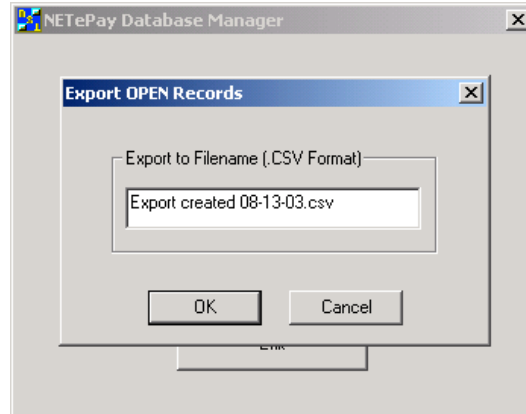 NETePay Database Manager
Export OPEN Records
Export to Filename (.CSV Format)
Export created 08-13-03.csv
OK
Cancel